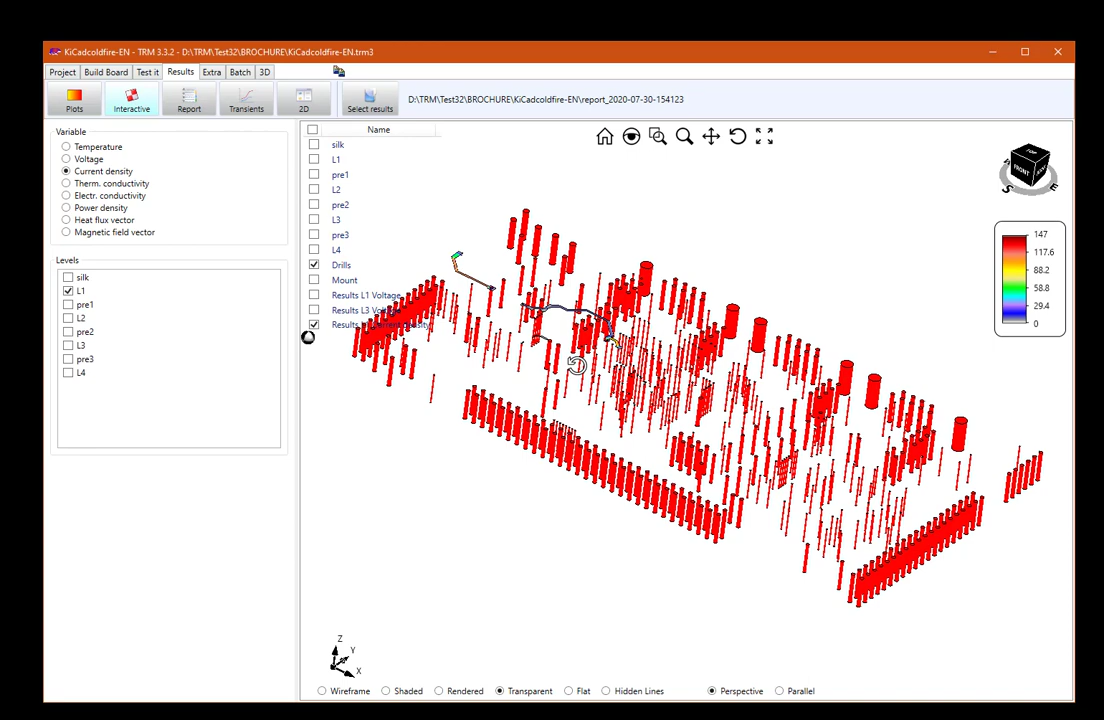 KiCadcoldfire-EN - TRM 3.3.2 - D:\TRM\Test32\BROCHURE\KiCadcoldfire-EN.trm3
Project Build Board Test it Results Extra Batch 3D
Plots Interactive Report Transients 2D Select results D:\TRM\Test32\BROCHURE\KiCadcoldfire-EN\report_2020-07-30-154123
Variable
Temperature
Voltage
Current density
Therm. conductivity
Electr. conductivity
Power density
Heat flux vector
Magnetic field vector
Levels
silk
L1
pre1
L2
pre2
L3
pre3
L4
Name
silk
L1
pre1
L2
pre2
L3
pre3
L4
Drills
Mount
Results L1 Voltage
Results L3
Results
TOP
FRONT
S
E
147
117.6
88.2
58.8
29.4
0
Z
Y
X
Wireframe Shaded Rendered Transparent Flat Hidden Lines Perspective Parallel